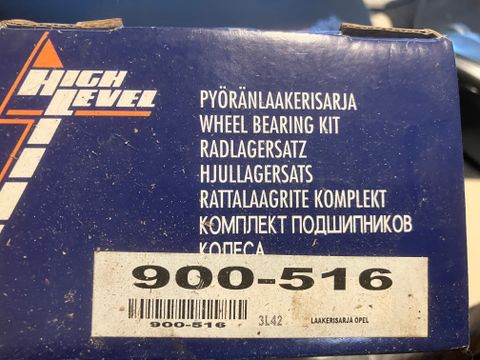 HIGH
LEVEL
PYÖRÄNLAAKERISARJA
WHEEL BEARING KIT
RADLAGERSATZ
HJULLAGERSATS
RATTALAAGRITE KOMPLEKT
КОМПЛЕКТ ПОДШИПНИКОВ
КОЛЕСА
900-516
900-516 3L42 LAAKERISARJA OPEL